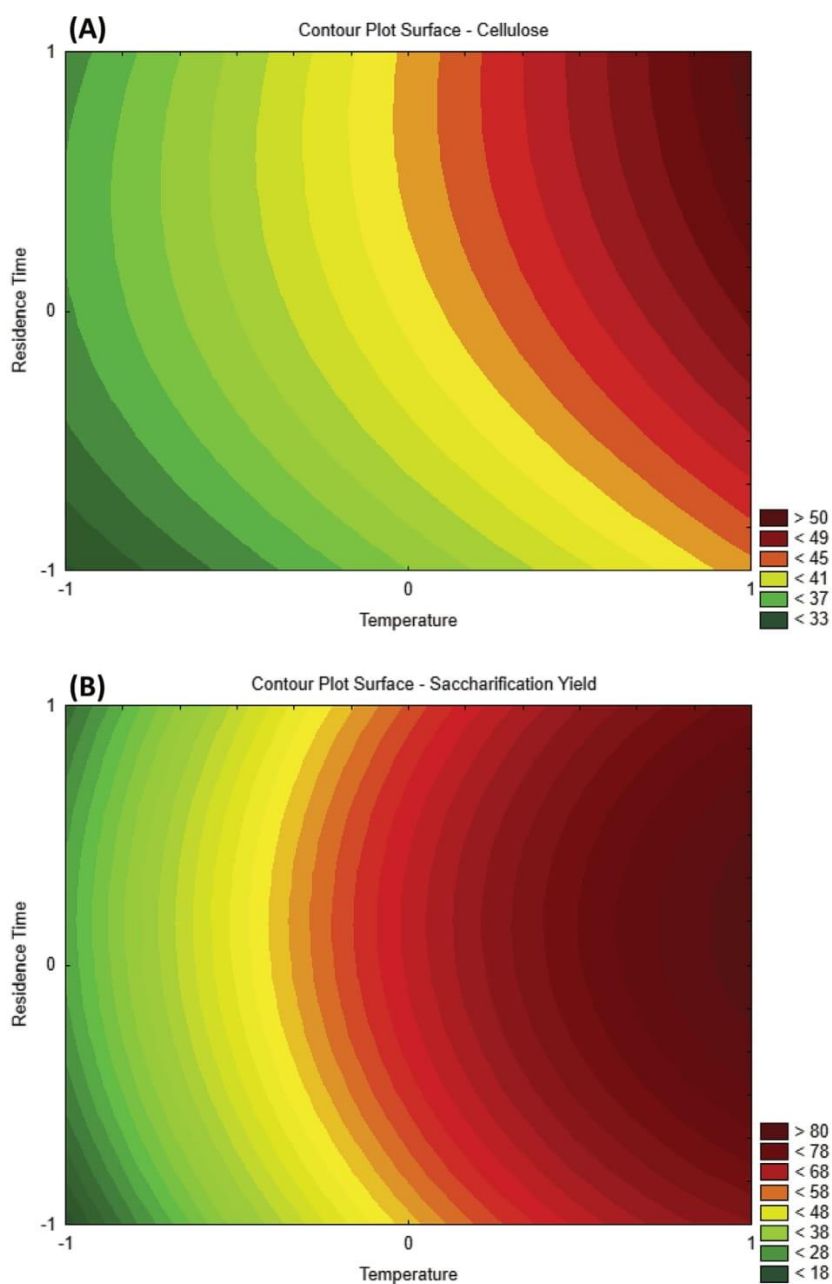 (A)
Contour Plot Surface - Cellulose
1
0
-1
Residence Time
-1 0 1
Temperature
> 50
< 49
< 45
< 41
< 37
< 33
(B)
Contour Plot Surface - Saccharification Yield
1
0
-1
Residence Time
-1 0 1
Temperature
> 80
< 78
< 68
< 58
< 48
< 38
< 28
< 18